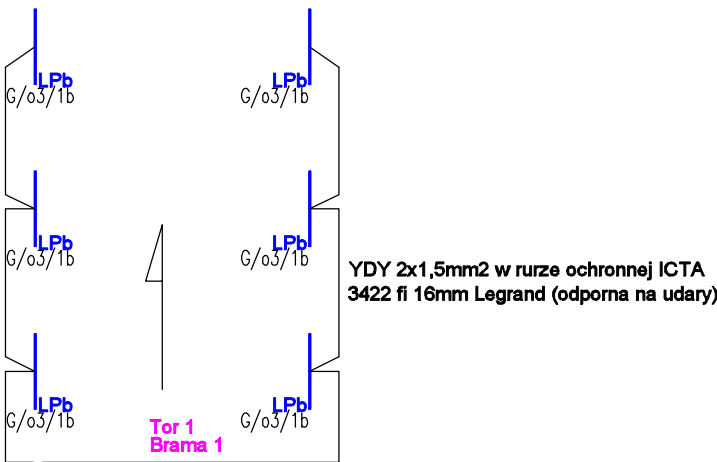 LPb
G/o3/1b
LPb
G/o3/1b
LPb
G/o3/1b
LPb
G/o3/1b
YDY 2x1,5mm2 w rurze ochronnej ICTA
3422 fi 16mm Legrand (odporna na udary)
LPb
G/o3/1b
LPb
G/o3/1b
Tor 1
Brama 1